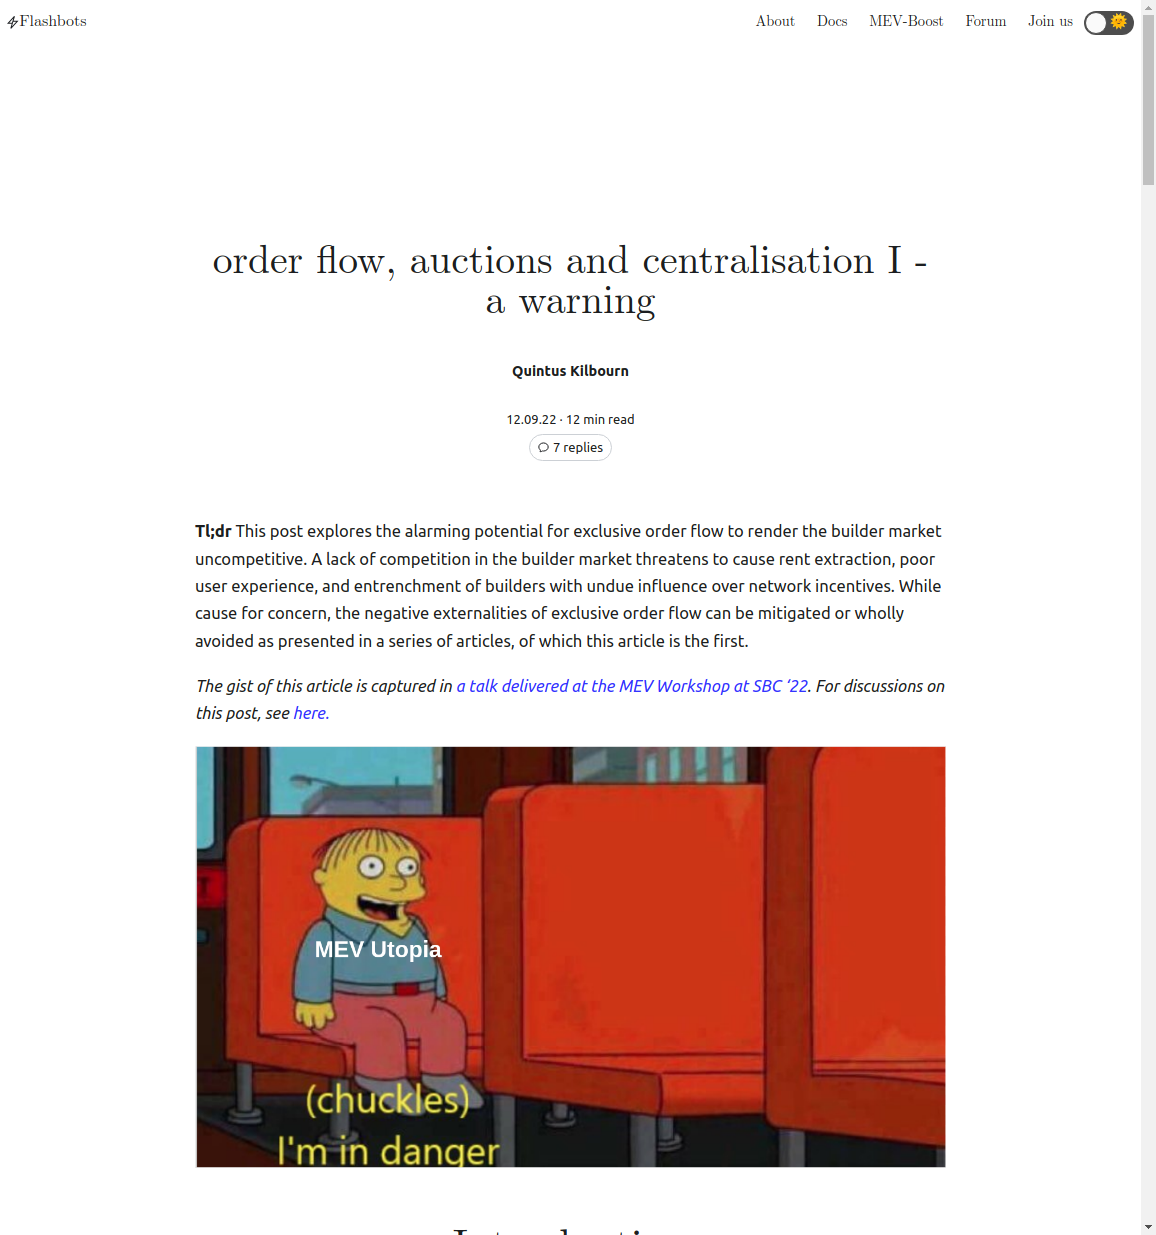 Flashbots
About Docs MEV-Boost Forum Join us
order flow, auctions and centralisation I -
a warning
Quintus Kilbourn
12.09.22 · 12 min read
7 replies
Tl;dr This post explores the alarming potential for exclusive order flow to render the builder market
uncompetitive. A lack of competition in the builder market threatens to cause rent extraction, poor
user experience, and entrenchment of builders with undue influence over network incentives. While
cause for concern, the negative externalities of exclusive order flow can be mitigated or wholly
avoided as presented in a series of articles, of which this article is the first.
The gist of this article is captured in a talk delivered at the MEV Workshop at SBC ‘22. For discussions on
this post, see here.
MEV Utopia
(chuckles)
I'm in danger